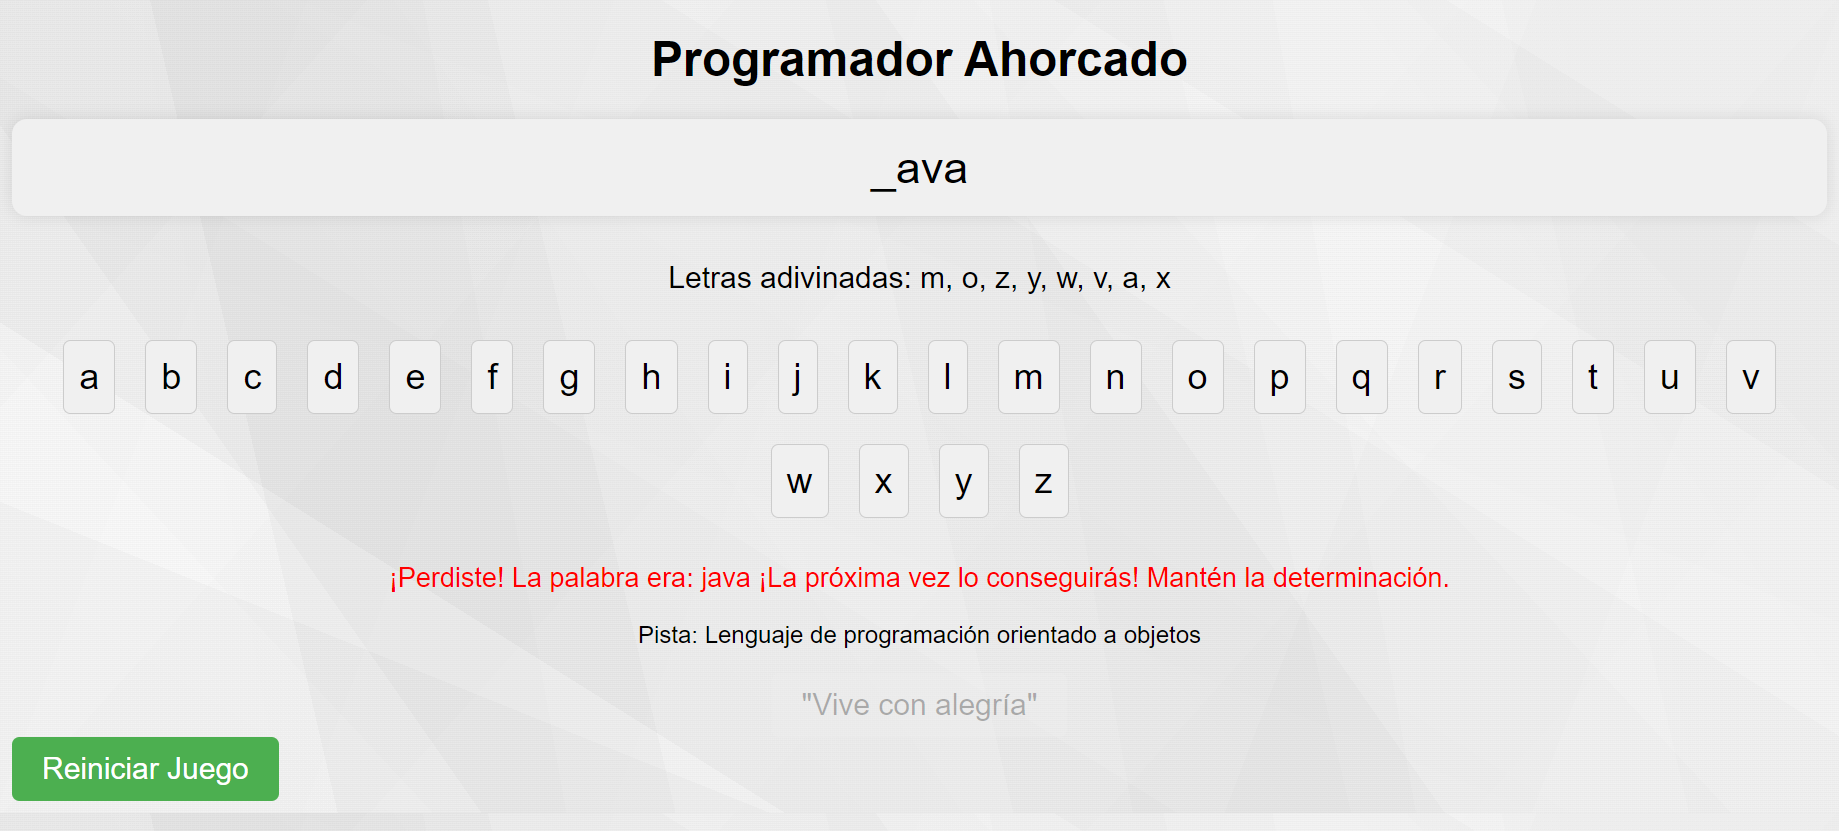 Programador Ahorcado
_ava
Letras adivinadas: m, o, z, y, w, v, a, x
a b c d e f g h i j k l m n o p q r s t u v
w x y z
¡Perdiste! La palabra era: java ¡La próxima vez lo conseguirás! Mantén la determinación.
Pista: Lenguaje de programación orientado a objetos
"Vive con alegría"
Reiniciar Juego